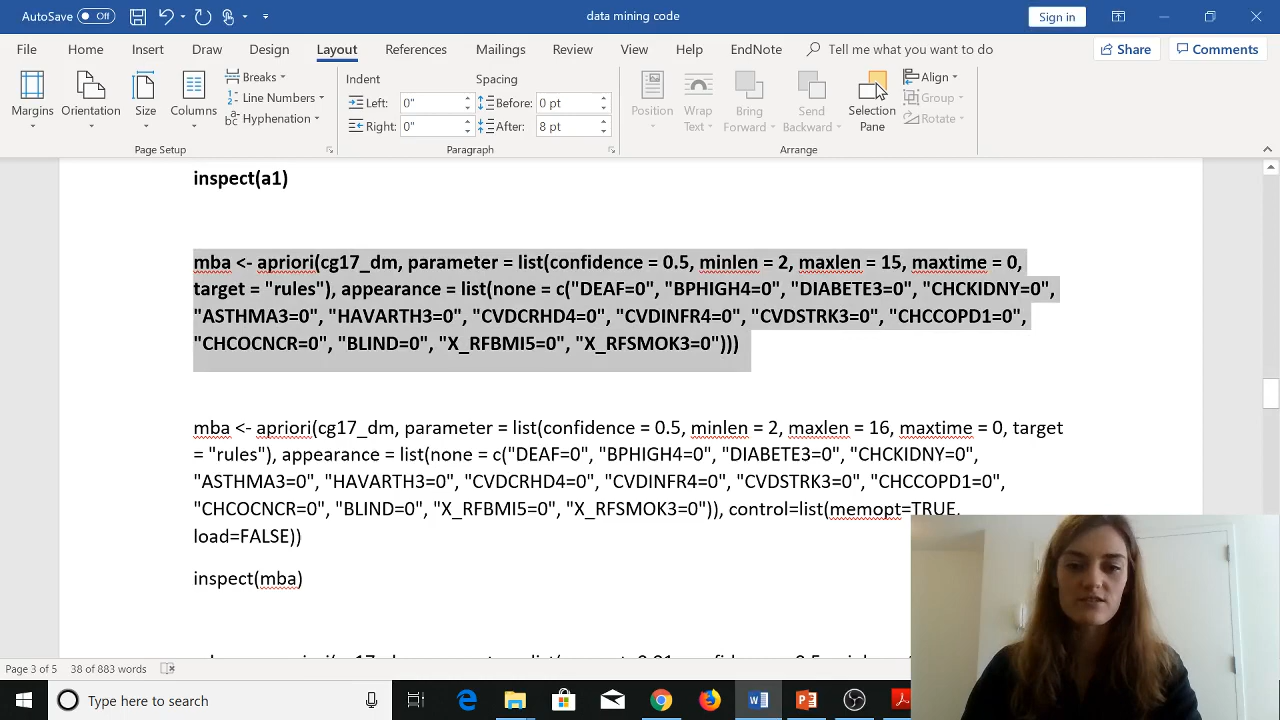 AutoSave Off data mining code Sign in
File Home Insert Draw Design Layout References Mailings Review View Help EndNote Tell me what you want to do Share Comments
Margins Orientation Size Columns Breaks Line Numbers Hyphenation
Page Setup
Indent Spacing
Left: 0" Before: 0 pt
Right: 0" After: 8 pt
Paragraph
Position Wrap Text Bring Forward Send Backward Selection Pane Align Group Rotate
Arrange
inspect(a1)
mba <- apriori(cg17_dm, parameter = list(confidence = 0.5, minlen = 2, maxlen = 15, maxtime = 0,
target = "rules"), appearance = list(none = c("DEAF=0", "BPHIGH4=0", "DIABETE3=0", "CHCKIDNY=0",
"ASTHMA3=0", "HAVARTH3=0", "CVDCRHD4=0", "CVDINFR4=0", "CVDSTRK3=0", "CHCCOPD1=0",
"CHCOCNCR=0", "BLIND=0", "X_RFBMI5=0", "X_RFSMOK3=0")))
mba <- apriori(cg17_dm, parameter = list(confidence = 0.5, minlen = 2, maxlen = 16, maxtime = 0, target
= "rules"), appearance = list(none = c("DEAF=0", "BPHIGH4=0", "DIABETE3=0", "CHCKIDNY=0",
"ASTHMA3=0", "HAVARTH3=0", "CVDCRHD4=0", "CVDINFR4=0", "CVDSTRK3=0", "CHCCOPD1=0",
"CHCOCNCR=0", "BLIND=0", "X_RFBMI5=0", "X_RFSMOK3=0")), control=list(memopt=TRUE,
load=FALSE))
inspect(mba)
Page 3 of 5 38 of 883 words
Type here to search